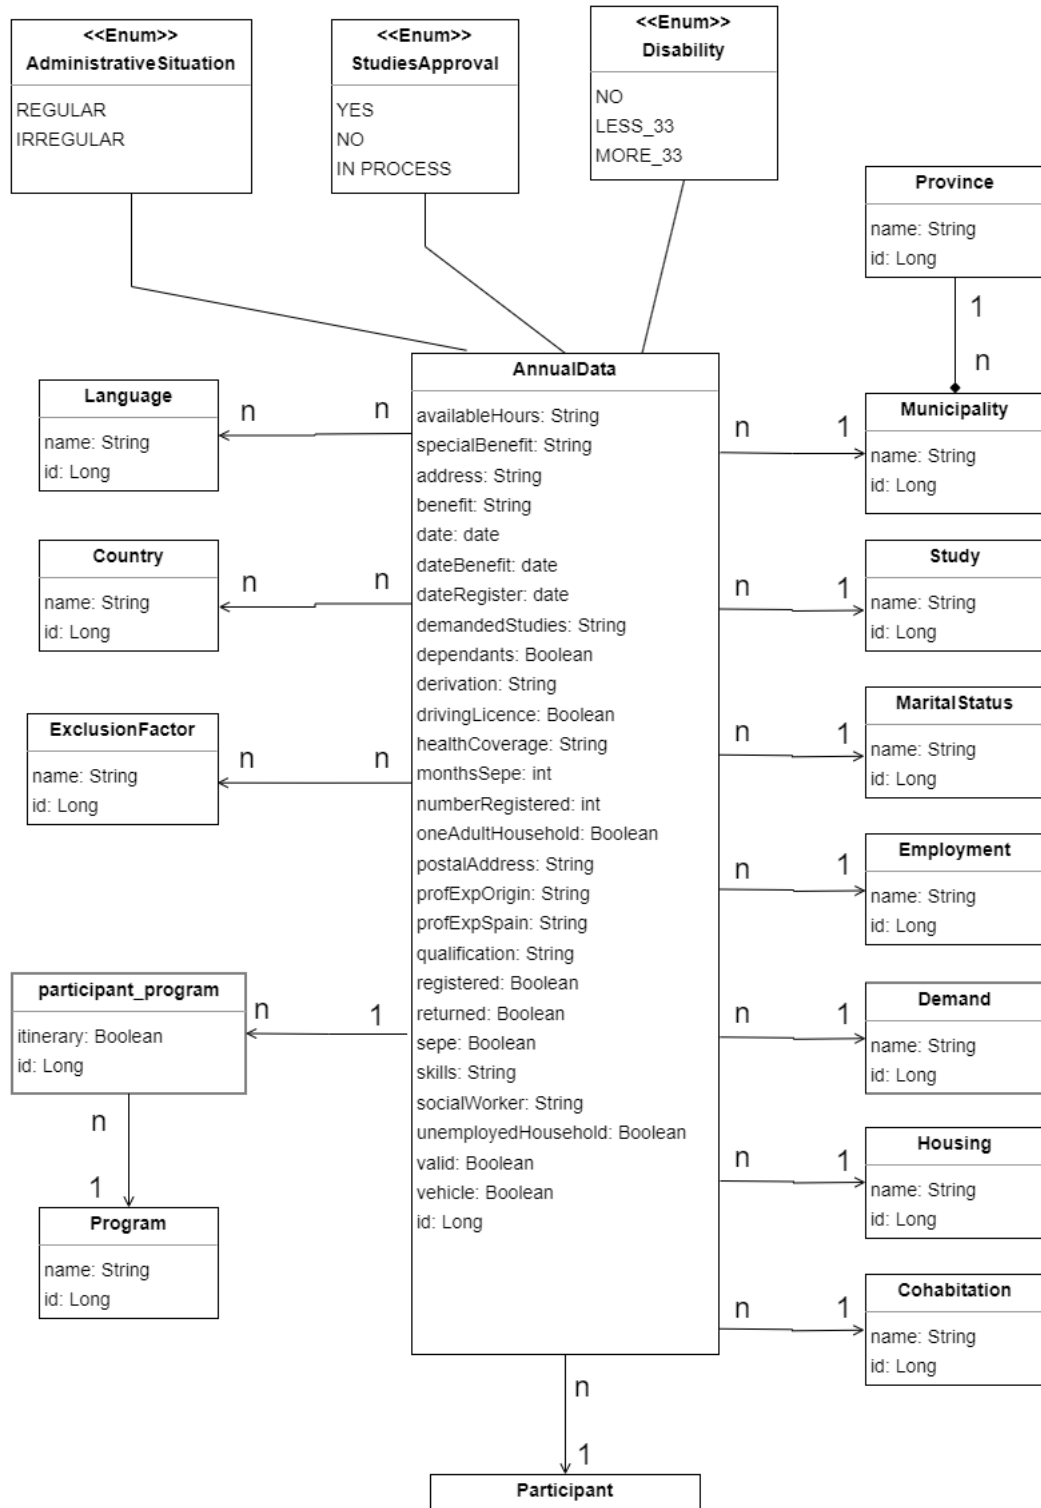 <<Enum>>
AdministrativeSituation
REGULAR
IRREGULAR
<<Enum>>
StudiesApproval
YES
NO
IN PROCESS
<<Enum>>
Disability
NO
LESS_33
MORE_33
Province
name: String
id: Long
1
n
Municipality
name: String
id: Long
Language
name: String
id: Long
n
n
Country
name: String
id: Long
n
n
ExclusionFactor
name: String
id: Long
n
n
participant_program
itinerary: Boolean
id: Long
n
1
n
1
Program
name: String
id: Long
AnnualData
availableHours: String
specialBenefit: String
address: String
benefit: String
date: date
dateBenefit: date
dateRegister: date
demandedStudies: String
dependants: Boolean
derivation: String
drivingLicence: Boolean
healthCoverage: String
monthsSepe: int
numberRegistered: int
oneAdultHousehold: Boolean
postalAddress: String
profExpOrigin: String
profExpSpain: String
qualification: String
registered: Boolean
returned: Boolean
sepe: Boolean
skills: String
socialWorker: String
unemployedHousehold: Boolean
valid: Boolean
vehicle: Boolean
id: Long
n
1
n
1
Study
name: String
id: Long
n
1
MaritalStatus
name: String
id: Long
n
1
Employment
name: String
id: Long
n
1
Demand
name: String
id: Long
n
1
Housing
name: String
id: Long
n
1
Cohabitation
name: String
id: Long
n
1
Participant